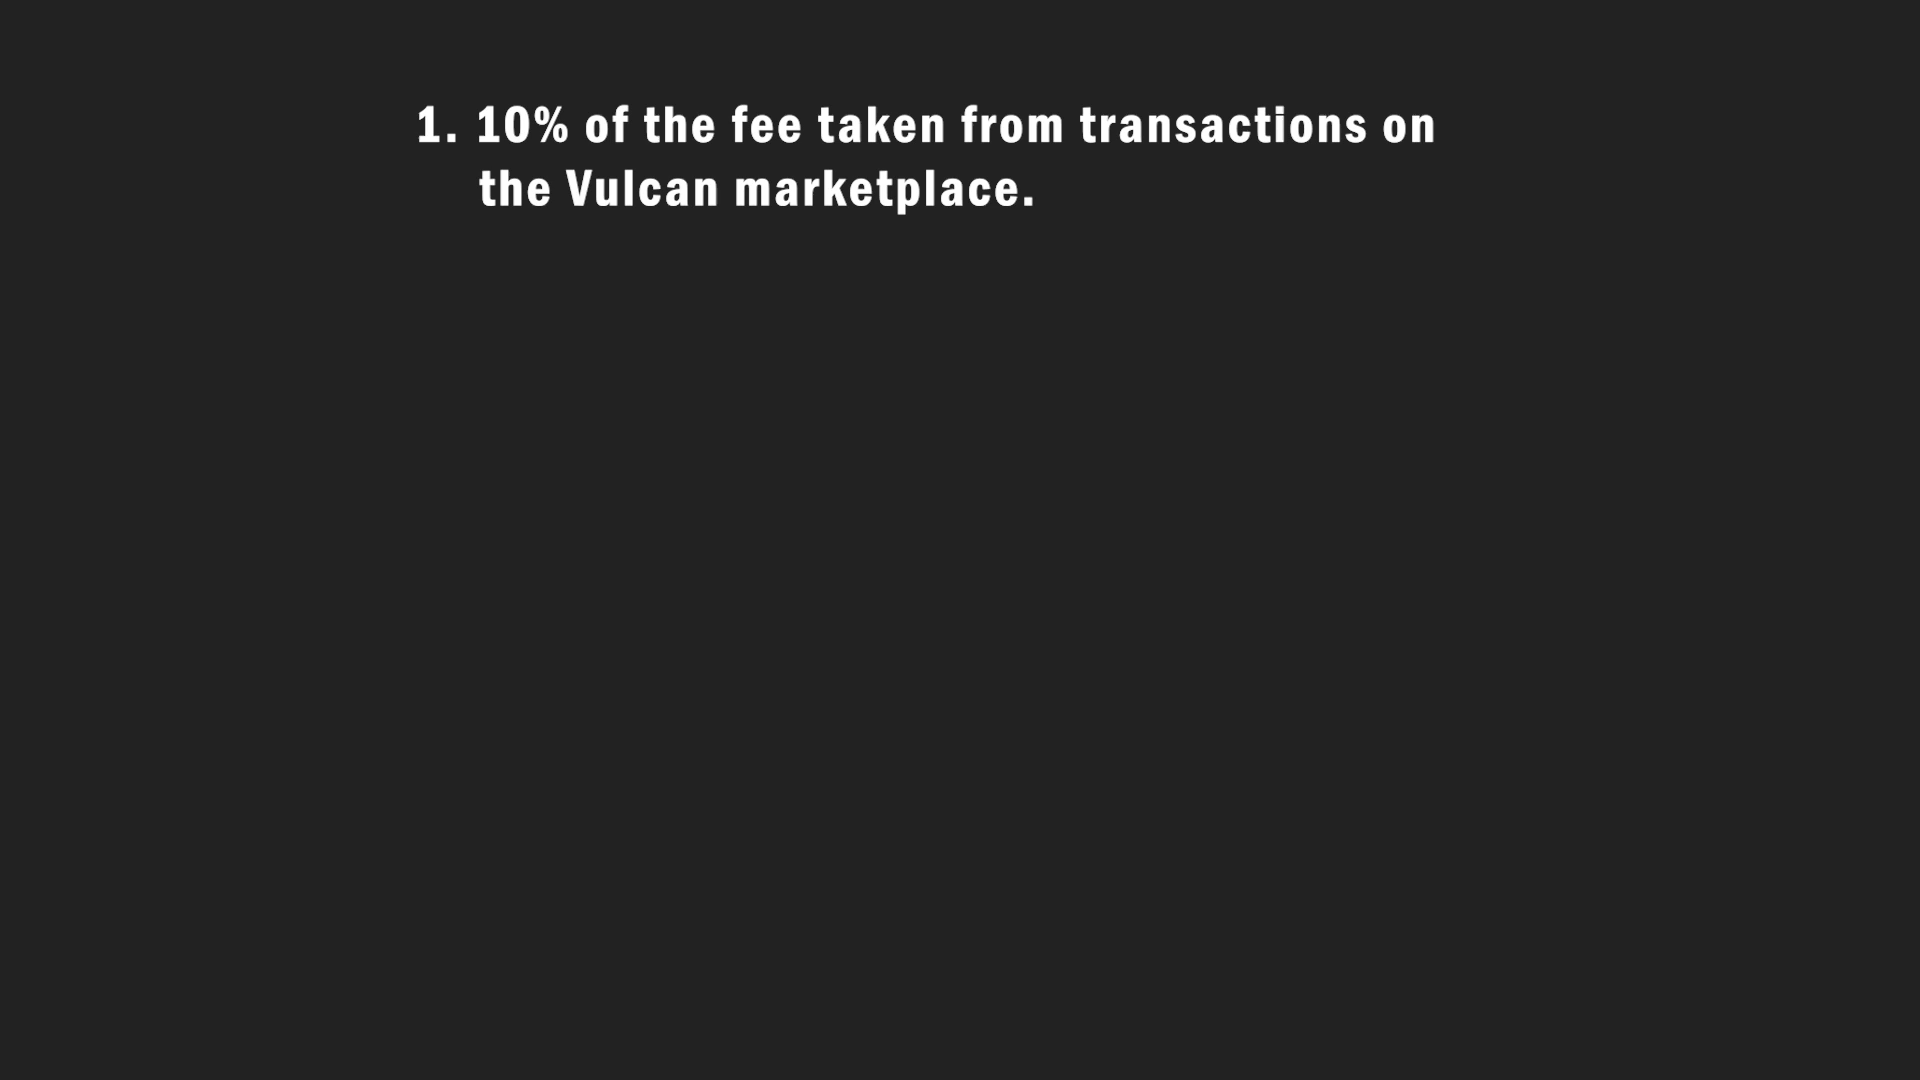 1. 10% of the fee taken from transactions on
the Vulcan marketplace.